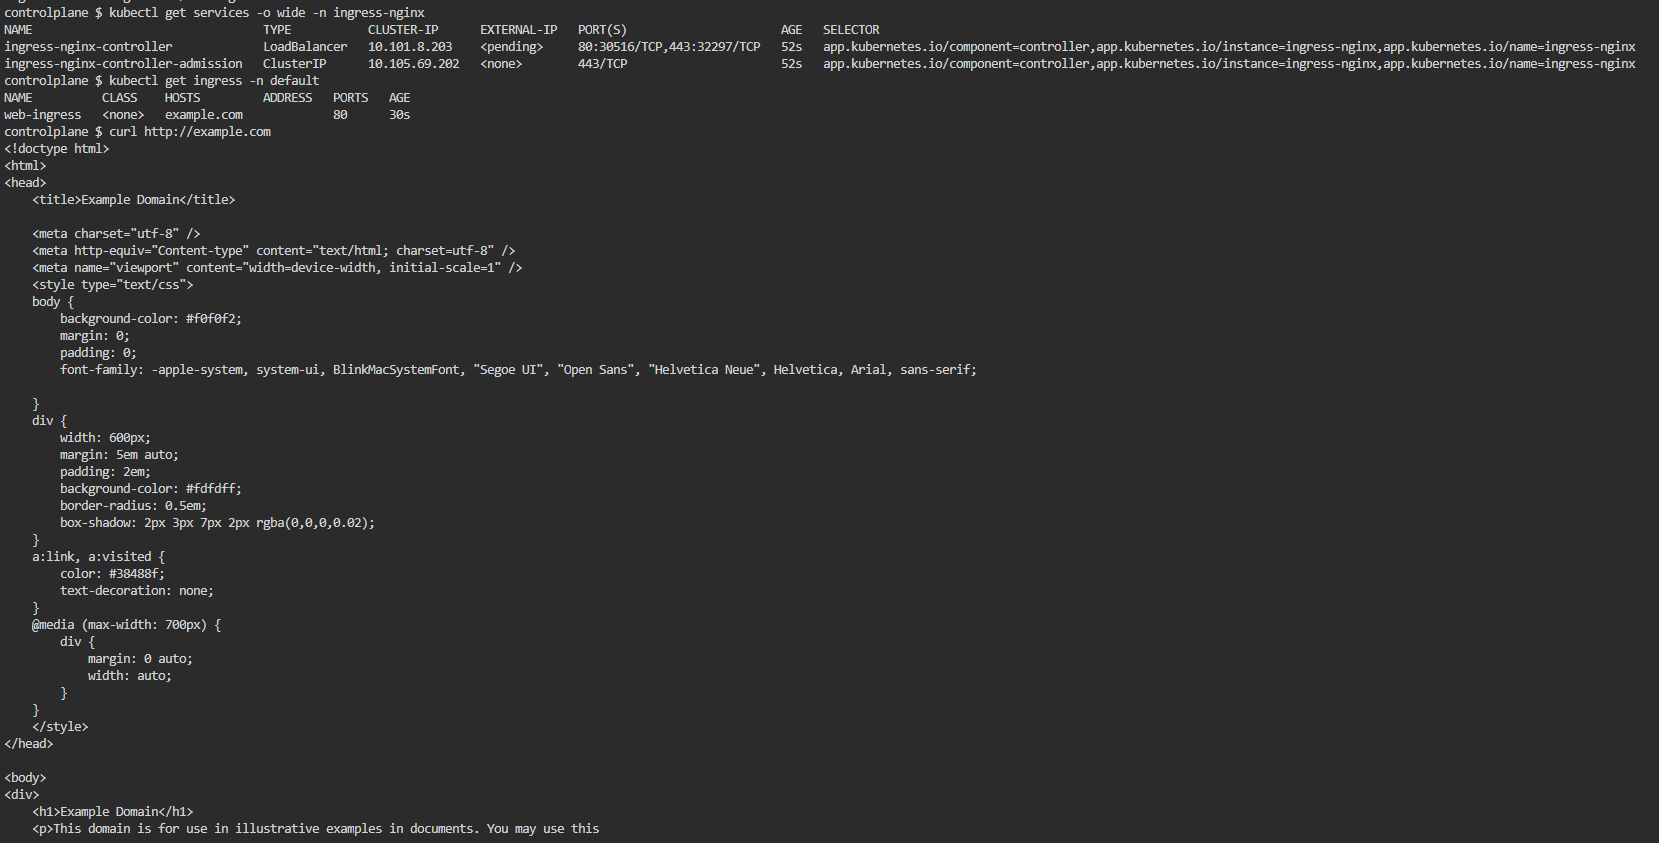 controlplane $ kubectl get services -o wide -n ingress-nginx
NAME TYPE CLUSTER-IP EXTERNAL-IP PORT(S) AGE SELECTOR
ingress-nginx-controller LoadBalancer 10.101.8.203 <pending> 80:30516/TCP,443:32297/TCP 52s app.kubernetes.io/component=controller,app.kubernetes.io/instance=ingress-nginx,app.kubernetes.io/name=ingress-nginx
ingress-nginx-controller-admission ClusterIP 10.105.69.202 <none> 443/TCP 52s app.kubernetes.io/component=controller,app.kubernetes.io/instance=ingress-nginx,app.kubernetes.io/name=ingress-nginx
controlplane $ kubectl get ingress -n default
NAME CLASS HOSTS ADDRESS PORTS AGE
web-ingress <none> example.com 80 30s
controlplane $ curl http://example.com
<!doctype html>
<html>
<head>
    <title>Example Domain</title>

    <meta charset="utf-8" />
    <meta http-equiv="Content-type" content="text/html; charset=utf-8" />
    <meta name="viewport" content="width=device-width, initial-scale=1" />
    <style type="text/css">
    body {
        background-color: #f0f0f2;
        margin: 0;
        padding: 0;
        font-family: -apple-system, system-ui, BlinkMacSystemFont, "Segoe UI", "Open Sans", "Helvetica Neue", Helvetica, Arial, sans-serif;

    }
    div {
        width: 600px;
        margin: 5em auto;
        padding: 2em;
        background-color: #fdfdff;
        border-radius: 0.5em;
        box-shadow: 2px 3px 7px 2px rgba(0,0,0,0.02);
    }
    a:link, a:visited {
        color: #38488f;
        text-decoration: none;
    }
    @media (max-width: 700px) {
        div {
            margin: 0 auto;
            width: auto;
        }
    }
    </style>
</head>

<body>
<div>
    <h1>Example Domain</h1>
    <p>This domain is for use in illustrative examples in documents. You may use this